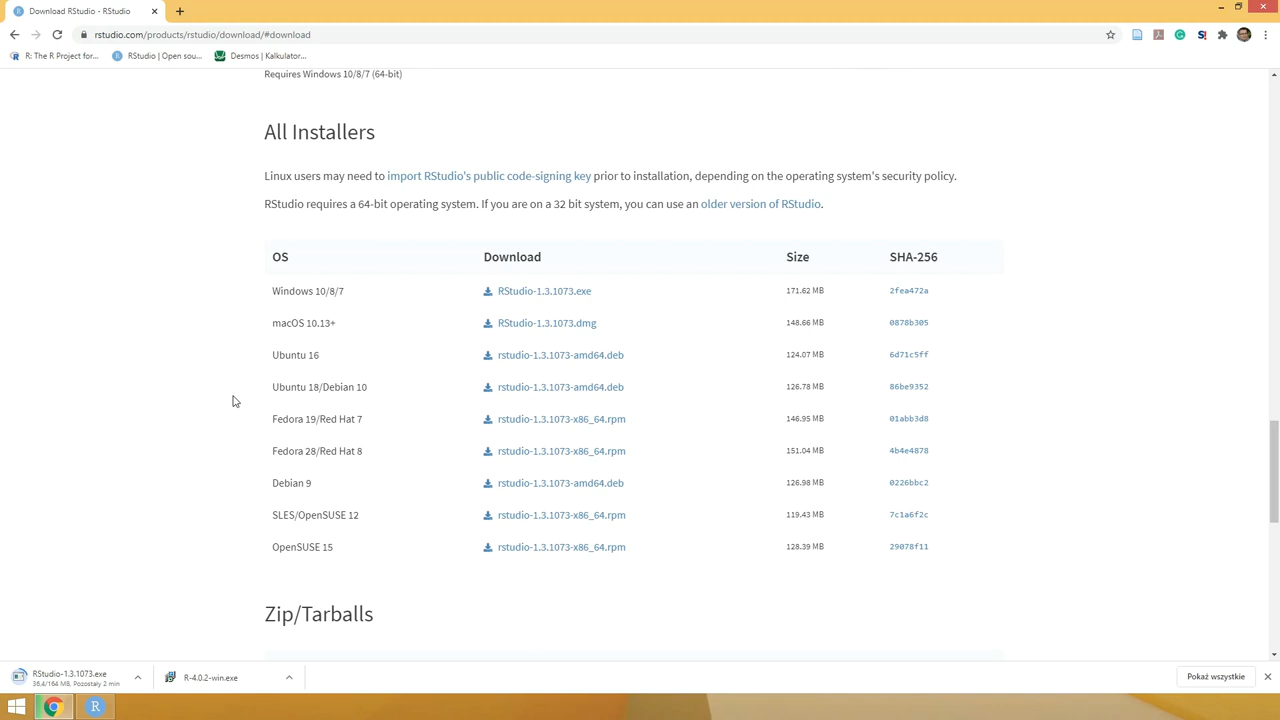 Download RStudio - RStudio
rstudio.com/products/rstudio/download/#download
R: The R Project for...
RStudio | Open sou...
Desmos | Kalkulator...
Requires Windows 10/8/7 (64-bit)
All Installers
Linux users may need to import RStudio's public code-signing key prior to installation, depending on the operating system's security policy.
RStudio requires a 64-bit operating system. If you are on a 32 bit system, you can use an older version of RStudio.
OS Download Size SHA-256
Windows 10/8/7 RStudio-1.3.1073.exe 171.62 MB 2fea472a
macOS 10.13+ RStudio-1.3.1073.dmg 148.66 MB 0878b305
Ubuntu 16 rstudio-1.3.1073-amd64.deb 124.07 MB 6d71c5ff
Ubuntu 18/Debian 10 rstudio-1.3.1073-amd64.deb 126.78 MB 86be9352
Fedora 19/Red Hat 7 rstudio-1.3.1073-x86_64.rpm 146.95 MB 01abb3d8
Fedora 28/Red Hat 8 rstudio-1.3.1073-x86_64.rpm 151.04 MB 4b4e4878
Debian 9 rstudio-1.3.1073-amd64.deb 126.98 MB 0226bbc2
SLES/OpenSUSE 12 rstudio-1.3.1073-x86_64.rpm 119.43 MB 7c1a6f2c
OpenSUSE 15 rstudio-1.3.1073-x86_64.rpm 128.39 MB 29078f11
Zip/Tarballs
RStudio-1.3.1073.exe
36,4/164 MB, Pozostały 2 min
R-4.0.2-win.exe
Pokaż wszystkie